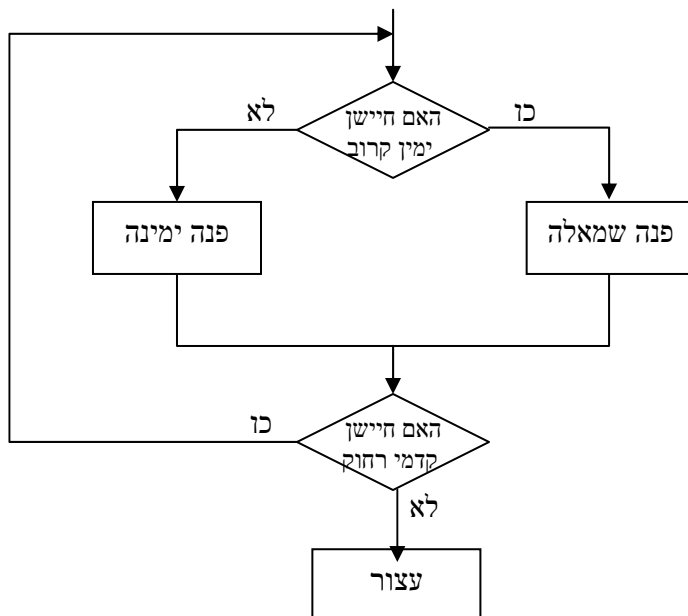 האם חיישן
ימין קרוב
כן
לא
פנה שמאלה
פנה ימינה
האם חיישן
קדמי רחוק
כן
לא
עצור